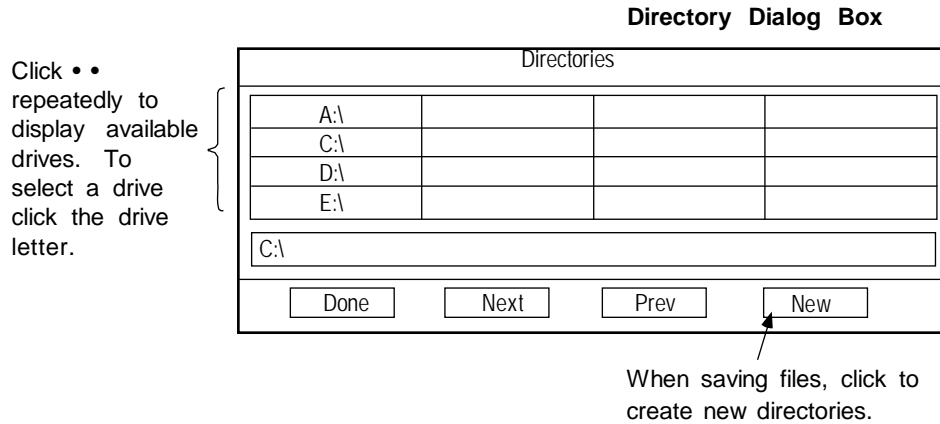 Directory Dialog Box
Click • •
repeatedly to
display available
drives. To
select a drive
click the drive
letter.
Directories
A:\
C:\
D:\
E:\
C:\
Done Next Prev New
When saving files, click to
create new directories.